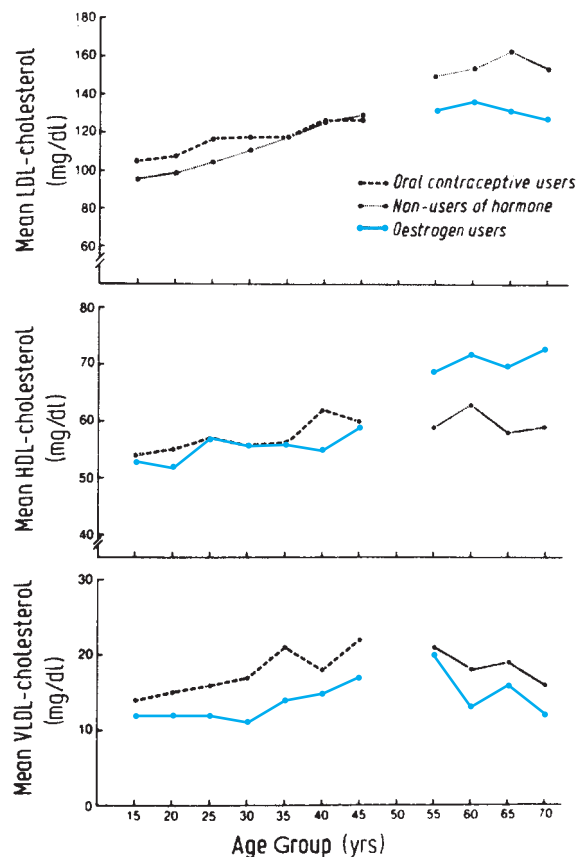 Mean LDL-cholesterol
(mg/dl)
180
160
140
120
100
80
60
Oral contraceptive users
Non-users of hormone
Oestrogen users
Mean HDL-cholesterol
(mg/dl)
80
70
60
50
40
Mean VLDL-cholesterol
(mg/dl)
30
20
10
0
15 20 25 30 35 40 45 50 55 60 65 70
Age Group (yrs)